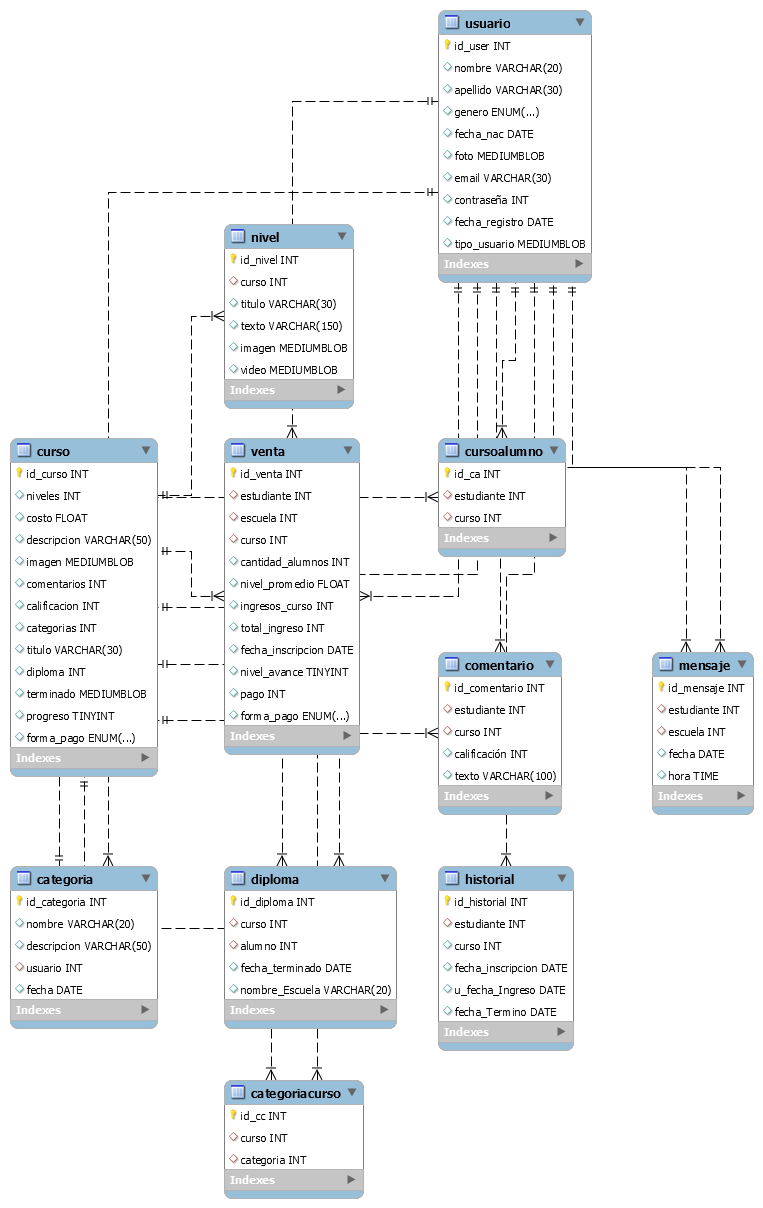 usuario
id_user INT
nombre VARCHAR(20)
apellido VARCHAR(30)
genero ENUM(...)
fecha_nac DATE
foto MEDIUMBLOB
email VARCHAR(30)
contraseña INT
fecha_registro DATE
tipo_usuario MEDIUMBLOB
Indexes
nivel
id_nivel INT
curso INT
titulo VARCHAR(30)
texto VARCHAR(150)
imagen MEDIUMBLOB
video MEDIUMBLOB
Indexes
curso
id_curso INT
niveles INT
costo FLOAT
descripcion VARCHAR(50)
imagen MEDIUMBLOB
comentarios INT
calificacion INT
categorias INT
titulo VARCHAR(30)
diploma INT
terminado MEDIUMBLOB
progreso TINYINT
forma_pago ENUM(...)
Indexes
venta
id_venta INT
estudiante INT
escuela INT
curso INT
cantidad_alumnos INT
nivel_promedio FLOAT
ingresos_curso INT
total_ingreso INT
fecha_inscripcion DATE
nivel_avance TINYINT
pago INT
forma_pago ENUM(...)
Indexes
cursoalumno
id_ca INT
estudiante INT
curso INT
Indexes
comentario
id_comentario INT
estudiante INT
curso INT
calificación INT
texto VARCHAR(100)
Indexes
mensaje
id_mensaje INT
estudiante INT
escuela INT
fecha DATE
hora TIME
Indexes
categoria
id_categoria INT
nombre VARCHAR(20)
descripcion VARCHAR(50)
usuario INT
fecha DATE
Indexes
diploma
id_diploma INT
curso INT
alumno INT
fecha_terminado DATE
nombre_Escuela VARCHAR(20)
Indexes
historial
id_historial INT
estudiante INT
curso INT
fecha_inscripcion DATE
u_fecha_Ingreso DATE
fecha_Termino DATE
Indexes
categoriacurso
id_cc INT
curso INT
categoria INT
Indexes